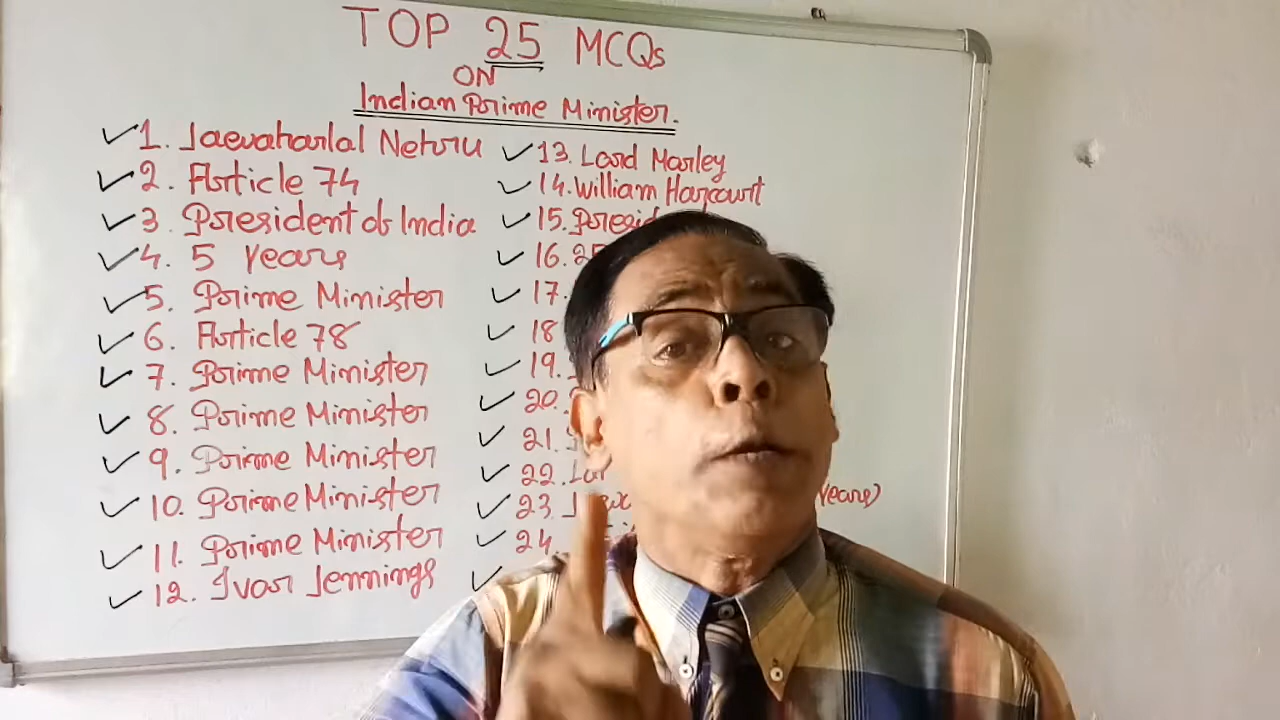 TOP 25 MCQs
ON
Indian Prime Minister.
1. Jaewaharlal Nehru
2. Article 74
3. President of India
4. 5 Years
5. Prime Minister
6. Article 78
7. Prime Minister
8. Prime Minister
9. Prime Minister
10. Prime Minister
11. Prime Minister
12. Ivor Jennings
13. Lord Morley
14. William Harcourt
15.
16. 25
17.
18
19.
20.
21.
22.
23.
Years)
24.